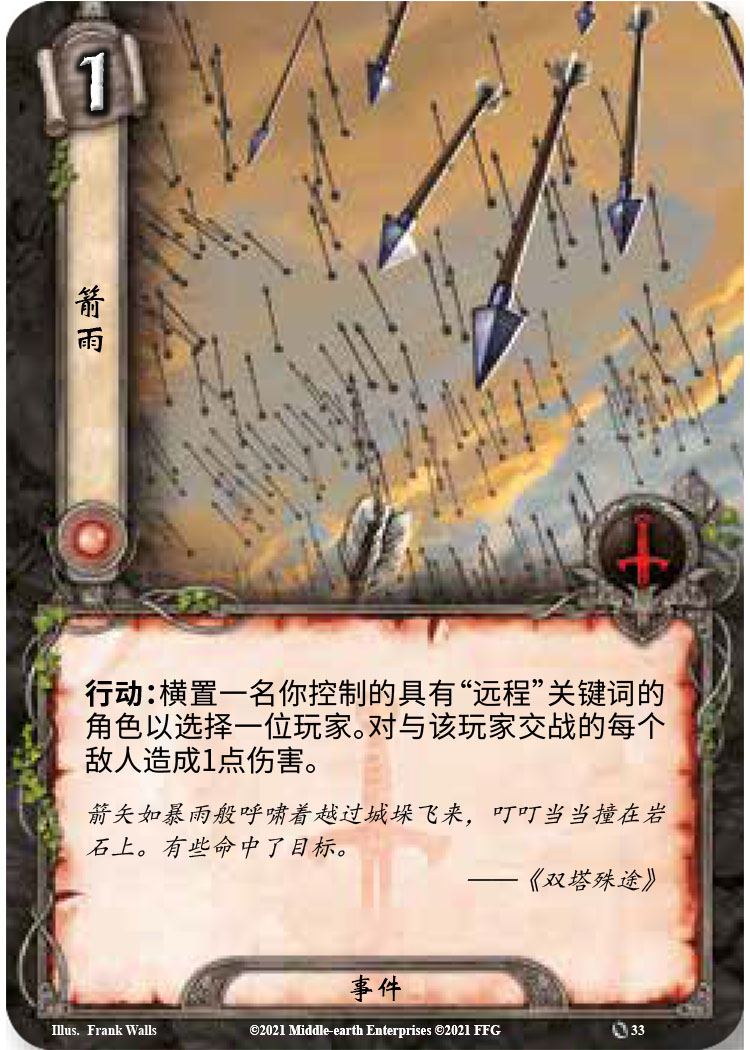 1
箭雨
行动：横置一名你控制的具有“远程”关键词的
角色以选择一位玩家。对与该玩家交战的每个
敌人造成1点伤害。
箭矢如暴雨般呼啸着越过城垛飞来，叮叮当当撞在岩
石上。有些命中了目标。
——《双塔殊途》
事件
Illus. Frank Walls
©2021 Middle-earth Enterprises ©2021 FFG
33